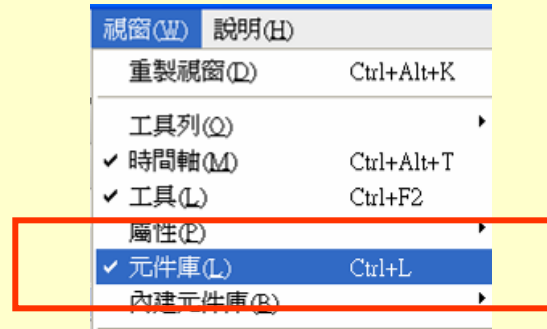 視窗(W) 說明(H)
重製視窗(D) Ctrl+Alt+K
工具列(O)
時間軸(M) Ctrl+Alt+T
工具(L) Ctrl+F2
屬性(P)
元件庫(L) Ctrl+L
內建元件庫(B)